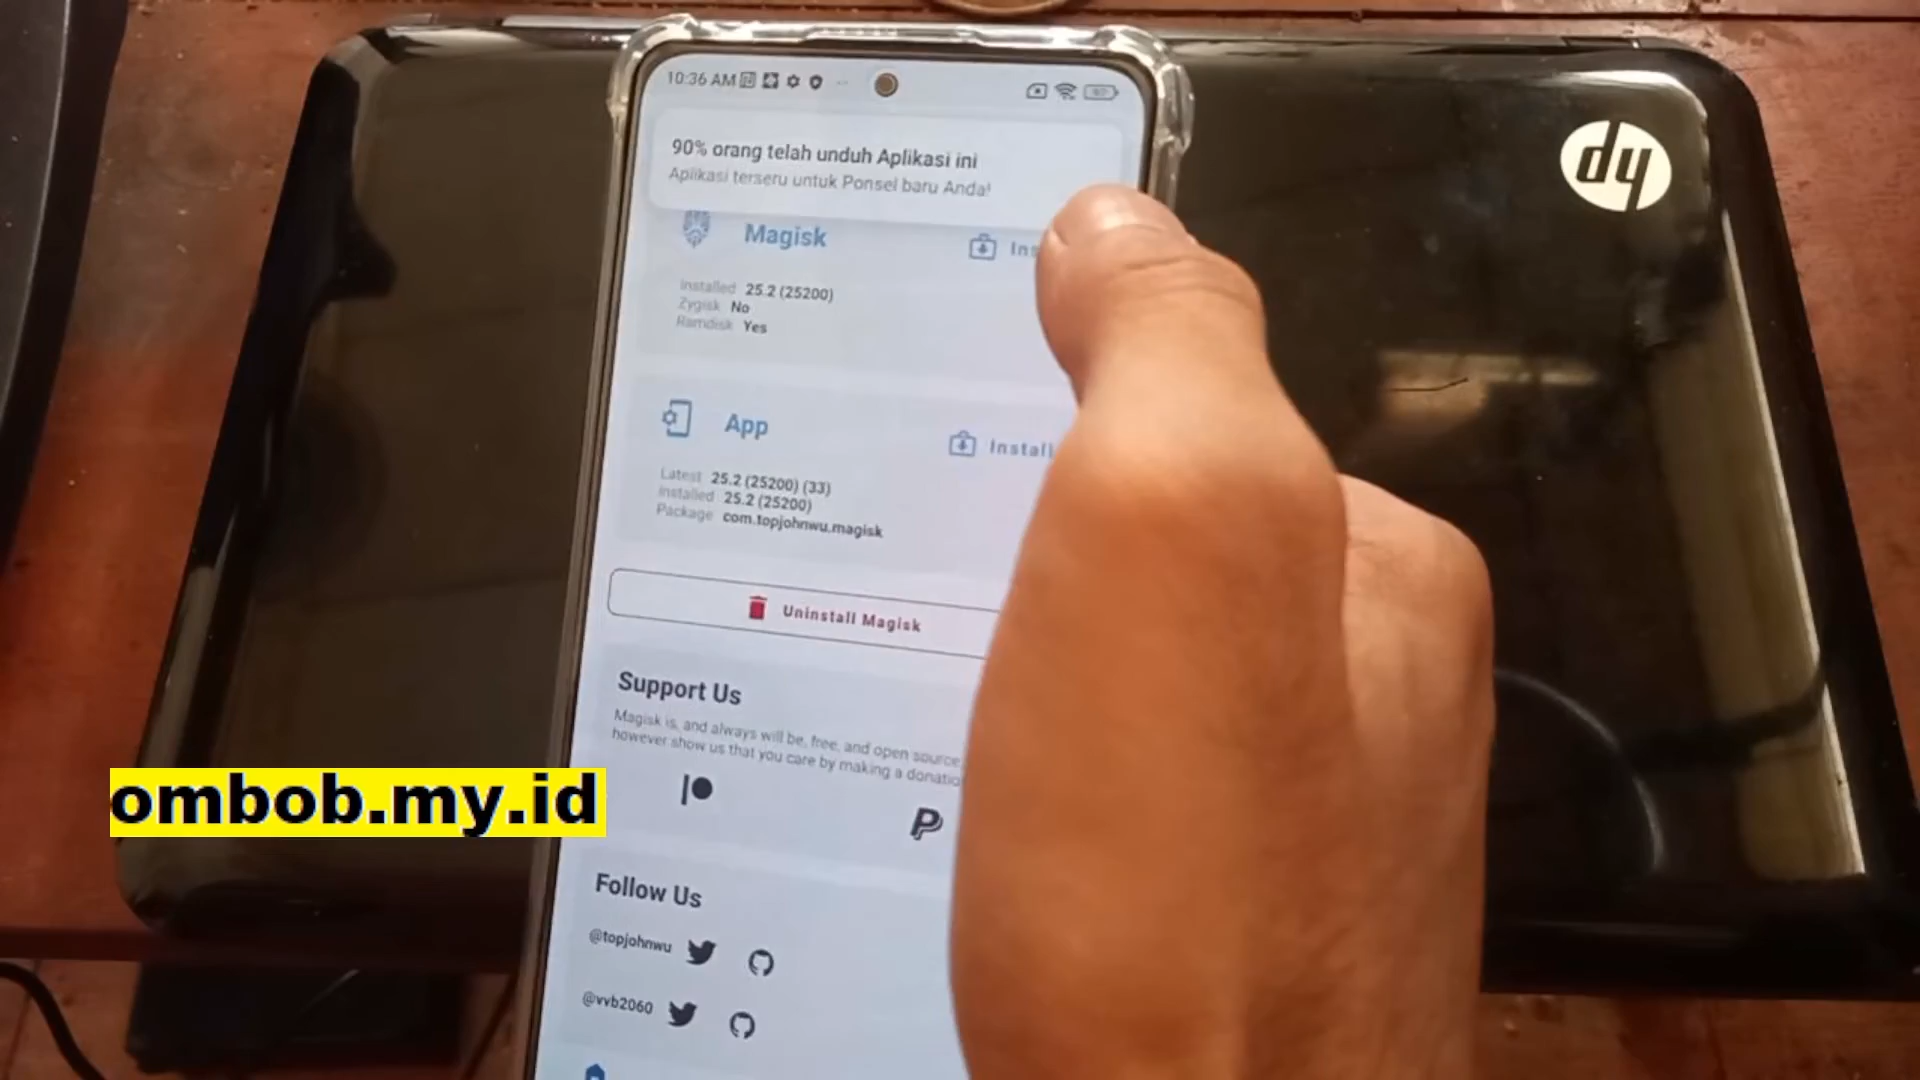 10:36 AM
90% orang telah unduh Aplikasi ini
Aplikasi terseru untuk Ponsel baru Anda!
Magisk
Ins
Installed 25.2 (25200)
Zygisk No
Ramdisk Yes
App
Install
Latest 25.2 (25200) (33)
Installed 25.2 (25200)
Package com.topjohnwu.magisk
Uninstall Magisk
Support Us
Magisk is, and always will be, free, and open source,
however show us that you care by making a donatio
Follow Us
@topjohnwu
@vvb2060
hp
ombob.my.id